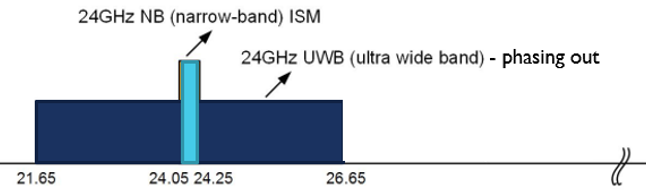 24GHz NB (narrow-band) ISM
24GHz UWB (ultra wide band) - phasing out
21.65 24.05 24.25 26.65